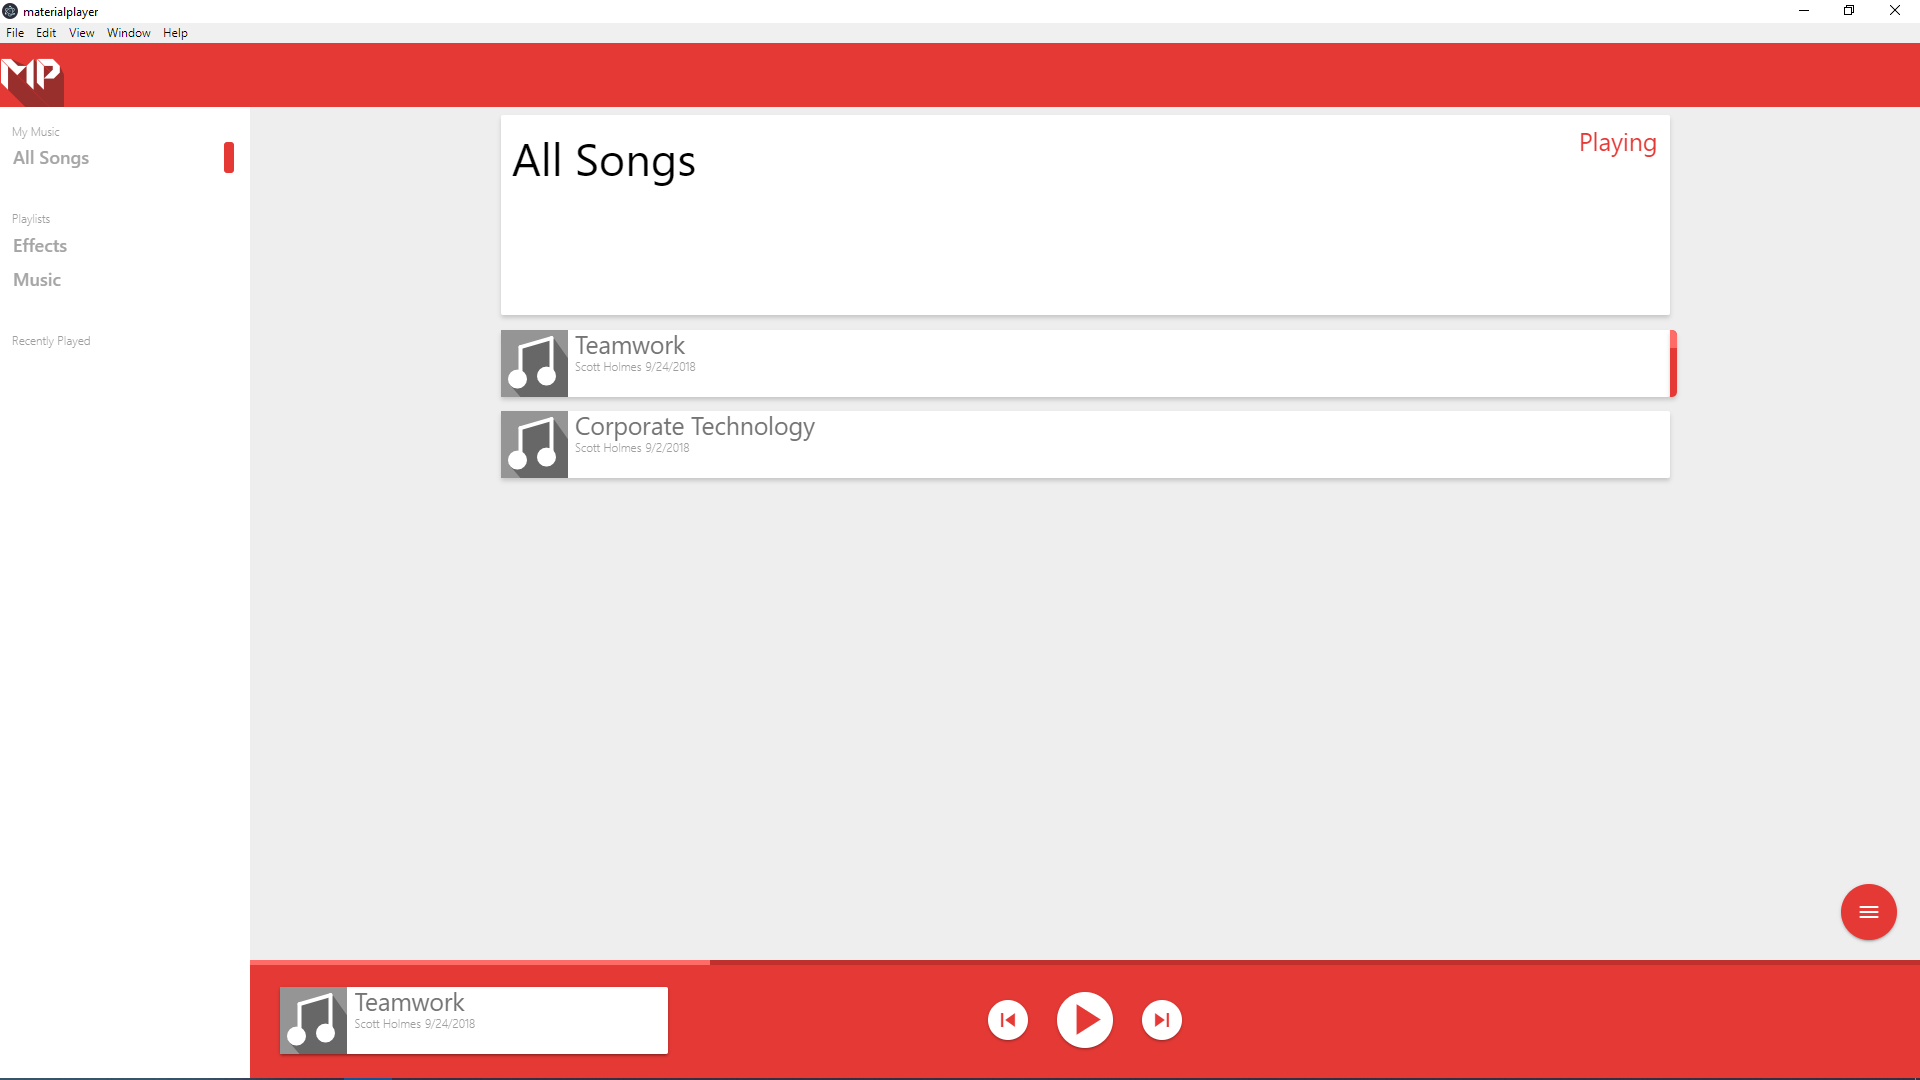 materialplayer
File Edit View Window Help
MP
My Music
All Songs
Playlists
Effects
Music
Recently Played
All Songs
Playing
Teamwork
Scott Holmes 9/24/2018
Corporate Technology
Scott Holmes 9/2/2018
Teamwork
Scott Holmes 9/24/2018